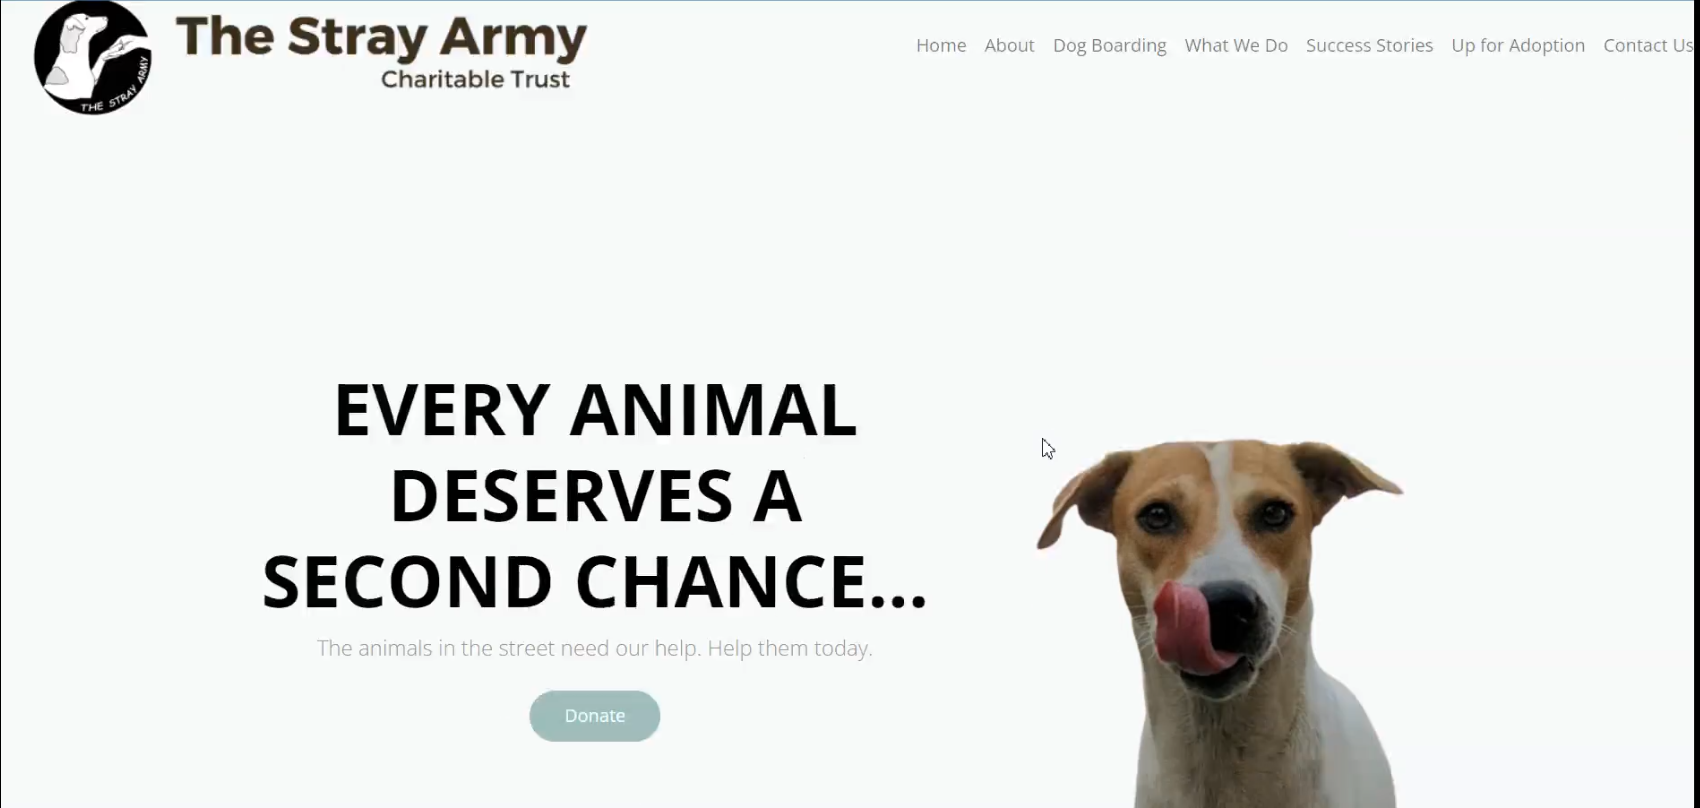 THE STRAY ARMY
The Stray Army
Charitable Trust
Home About Dog Boarding What We Do Success Stories Up for Adoption Contact Us
EVERY ANIMAL
DESERVES A
SECOND CHANCE...
The animals in the street need our help. Help them today.
Donate